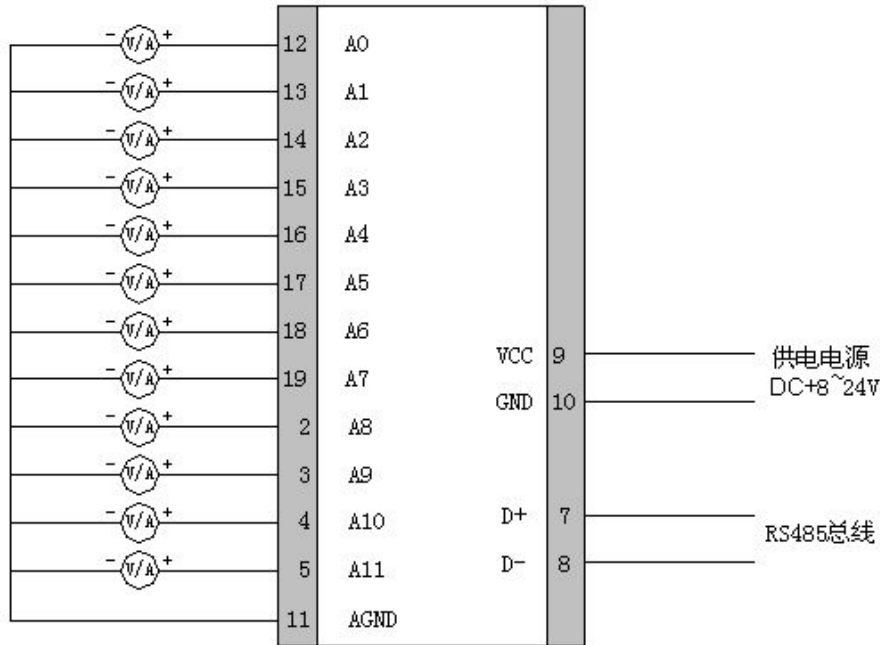 - V/A + 12 A0
- V/A + 13 A1
- V/A + 14 A2
- V/A + 15 A3
- V/A + 16 A4
- V/A + 17 A5
- V/A + 18 A6
- V/A + 19 A7
- V/A + 2 A8
- V/A + 3 A9
- V/A + 4 A10
- V/A + 5 A11
11 AGND
VCC 9
GND 10
供电电源
DC+8~24V
D+ 7
D- 8
RS485总线